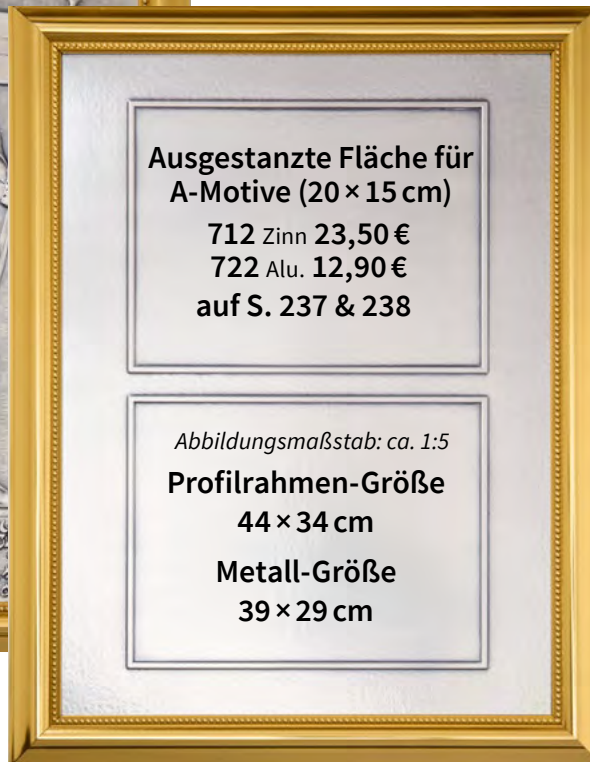 Ausgestanzte Fläche für
A-Motive (20 × 15 cm)
712 Zinn 23,50 €
722 Alu. 12,90 €
auf S. 237 & 238
Abbildungsmaßstab: ca. 1:5
Profilrahmen-Größe
44 × 34 cm
Metall-Größe
39 × 29 cm